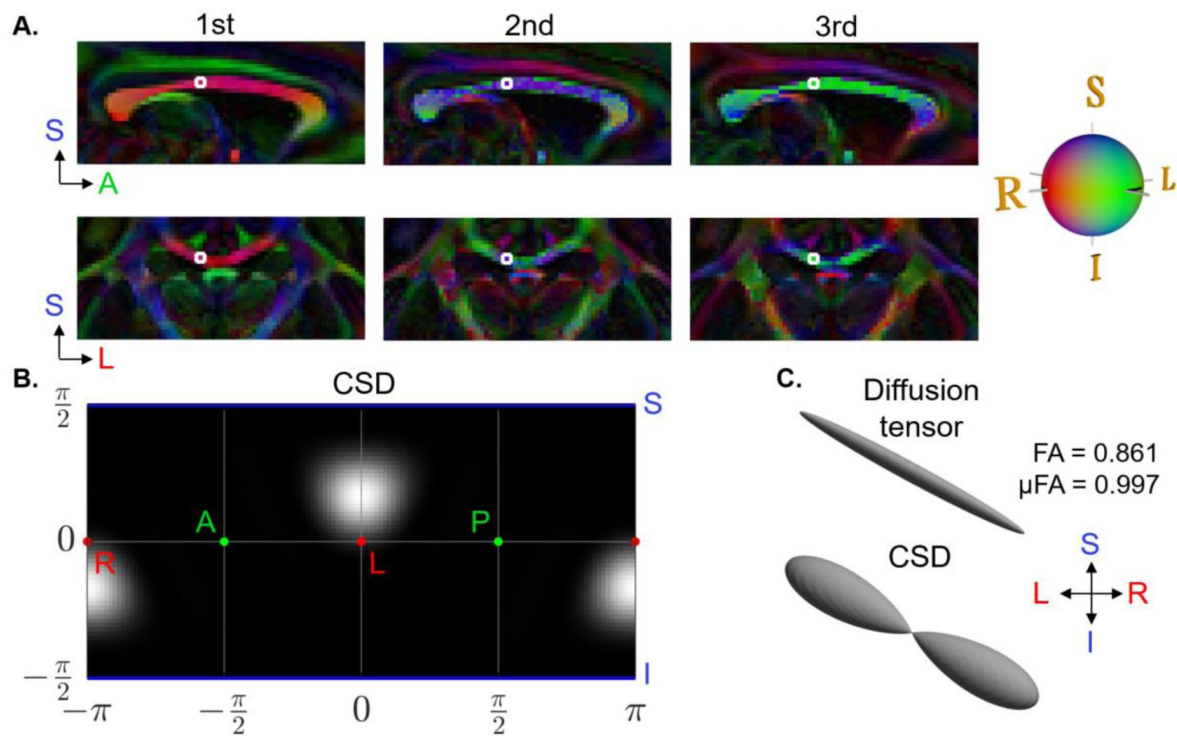 A.
1st
2nd
3rd
S
A
S
R
L
I
S
L
B.
CSD
C.
π/2
S
Diffusion
tensor
FA = 0.861
μFA = 0.997
A
P
0
R
L
CSD
S
L
R
I
−π/2
I
−π
−π/2
0
π/2
π